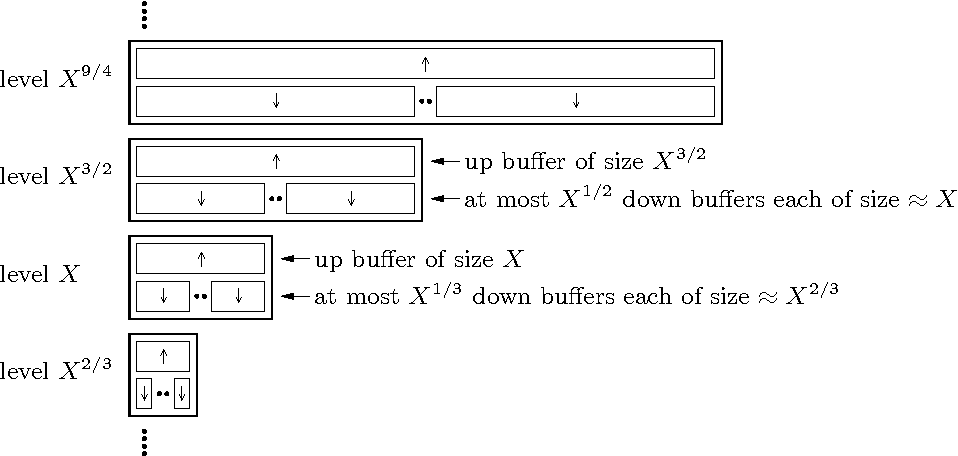 level X^{9/4}
level X^{3/2}
up buffer of size X^{3/2}
at most X^{1/2} down buffers each of size ≈ X
level X
up buffer of size X
at most X^{1/3} down buffers each of size ≈ X^{2/3}
level X^{2/3}